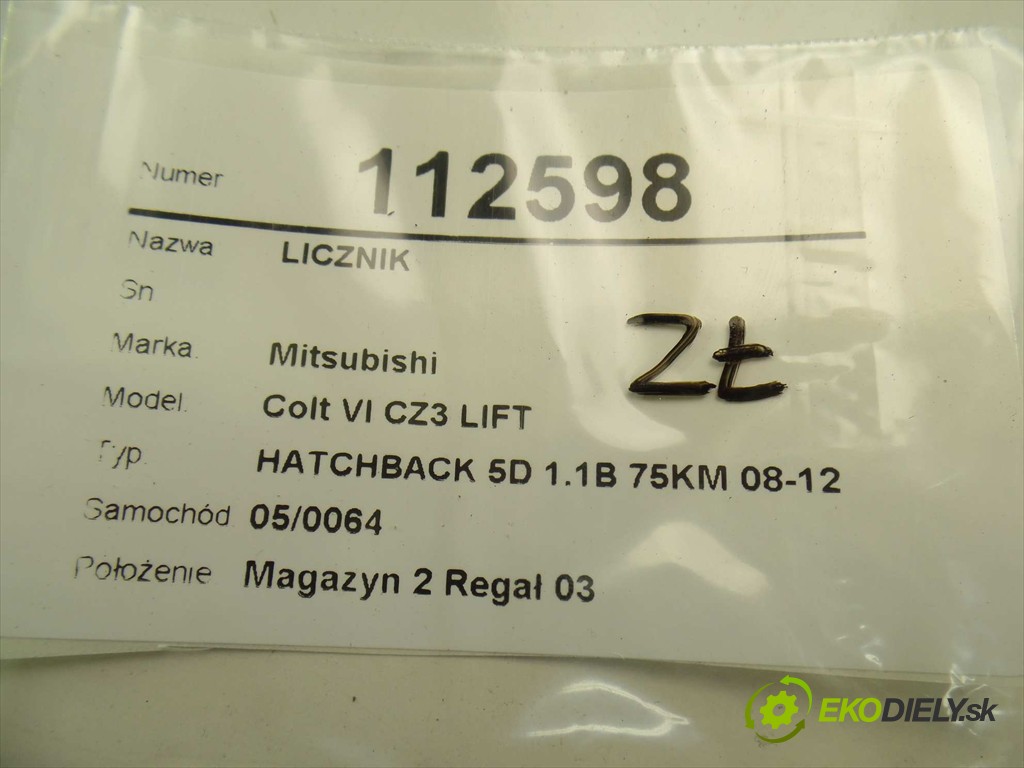 Numer 112598
Nazwa LICZNIK
Sn
Marka Mitsubishi
Model Colt VI CZ3 LIFT
Typ HATCHBACK 5D 1.1B 75KM 08-12
Samochód 05/0064
Położenie Magazyn 2 Regał 03
Zł
EKODIELY.sk